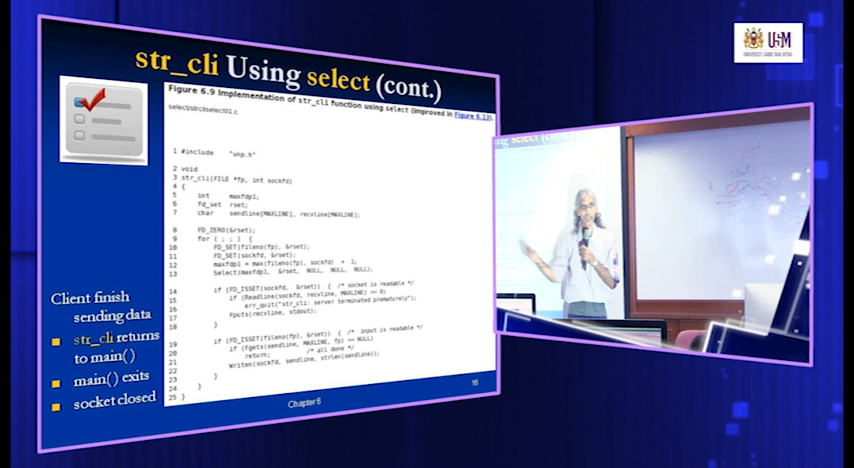 str_cli Using select (cont.)
Figure 6.9 Implementation of str_cli function using select (improved in Figure 6.13).
select/strcliselect01.c
1 #include "unp.h"
2 void
3 str_cli(FILE *fp, int sockfd)
4 {
5 int maxfdp1;
6 fd_set rset;
7 char sendline[MAXLINE], recvline[MAXLINE];
8 FD_ZERO(&rset);
9 for ( ; ; ) {
10 FD_SET(fileno(fp), &rset);
11 FD_SET(sockfd, &rset);
12 maxfdp1 = max(fileno(fp), sockfd) + 1;
13 Select(maxfdp1, &rset, NULL, NULL, NULL);
14 if (FD_ISSET(sockfd, &rset)) { /* socket is readable */
15 if (Readline(sockfd, recvline, MAXLINE) == 0)
16 err_quit("str_cli: server terminated prematurely");
17 Fputs(recvline, stdout);
18 }
19 if (FD_ISSET(fileno(fp), &rset)) { /* input is readable */
20 if (Fgets(sendline, MAXLINE, fp) == NULL)
21 return; /* all done */
22 Writen(sockfd, sendline, strlen(sendline));
23 }
24 }
25 }
Client finish
sending data
str_cli returns
to main()
main() exits
socket closed
Chapter 6
16
USM
UNIVERSITI SAINS MALAYSIA
ing select (cont.)